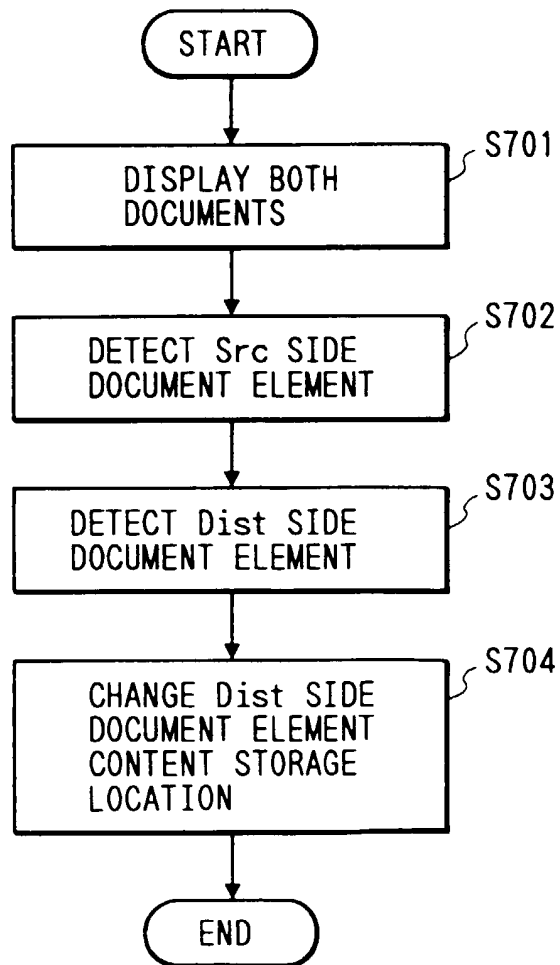 START
S701
DISPLAY BOTH
DOCUMENTS
S702
DETECT Src SIDE
DOCUMENT ELEMENT
S703
DETECT Dist SIDE
DOCUMENT ELEMENT
S704
CHANGE Dist SIDE
DOCUMENT ELEMENT
CONTENT STORAGE
LOCATION
END